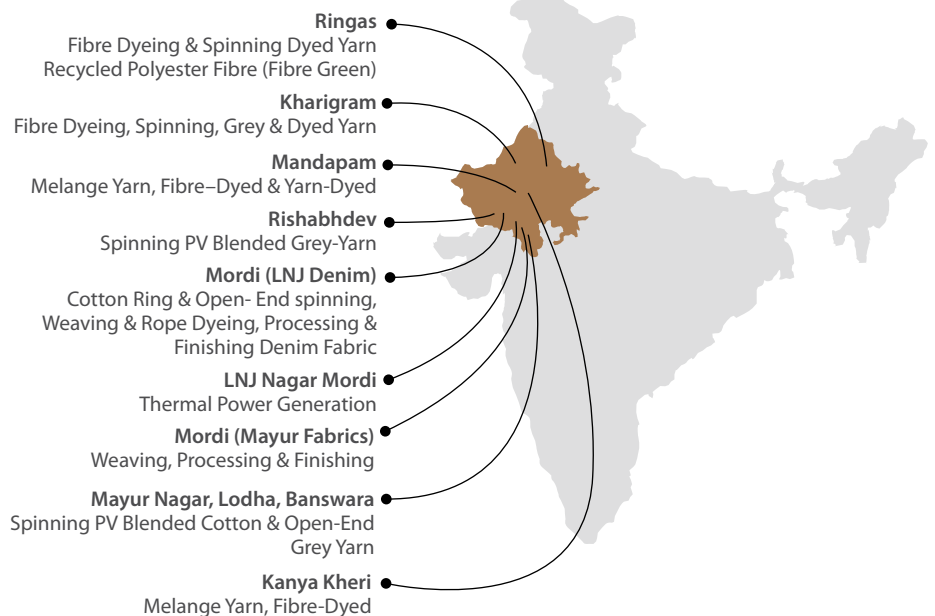 Ringas
Fibre Dyeing & Spinning Dyed Yarn
Recycled Polyester Fibre (Fibre Green)
Kharigram
Fibre Dyeing, Spinning, Grey & Dyed Yarn
Mandapam
Melange Yarn, Fibre–Dyed & Yarn-Dyed
Rishabhdev
Spinning PV Blended Grey-Yarn
Mordi (LNJ Denim)
Cotton Ring & Open- End spinning,
Weaving & Rope Dyeing, Processing &
Finishing Denim Fabric
LNJ Nagar Mordi
Thermal Power Generation
Mordi (Mayur Fabrics)
Weaving, Processing & Finishing
Mayur Nagar, Lodha, Banswara
Spinning PV Blended Cotton & Open-End
Grey Yarn
Kanya Kheri
Melange Yarn, Fibre-Dyed